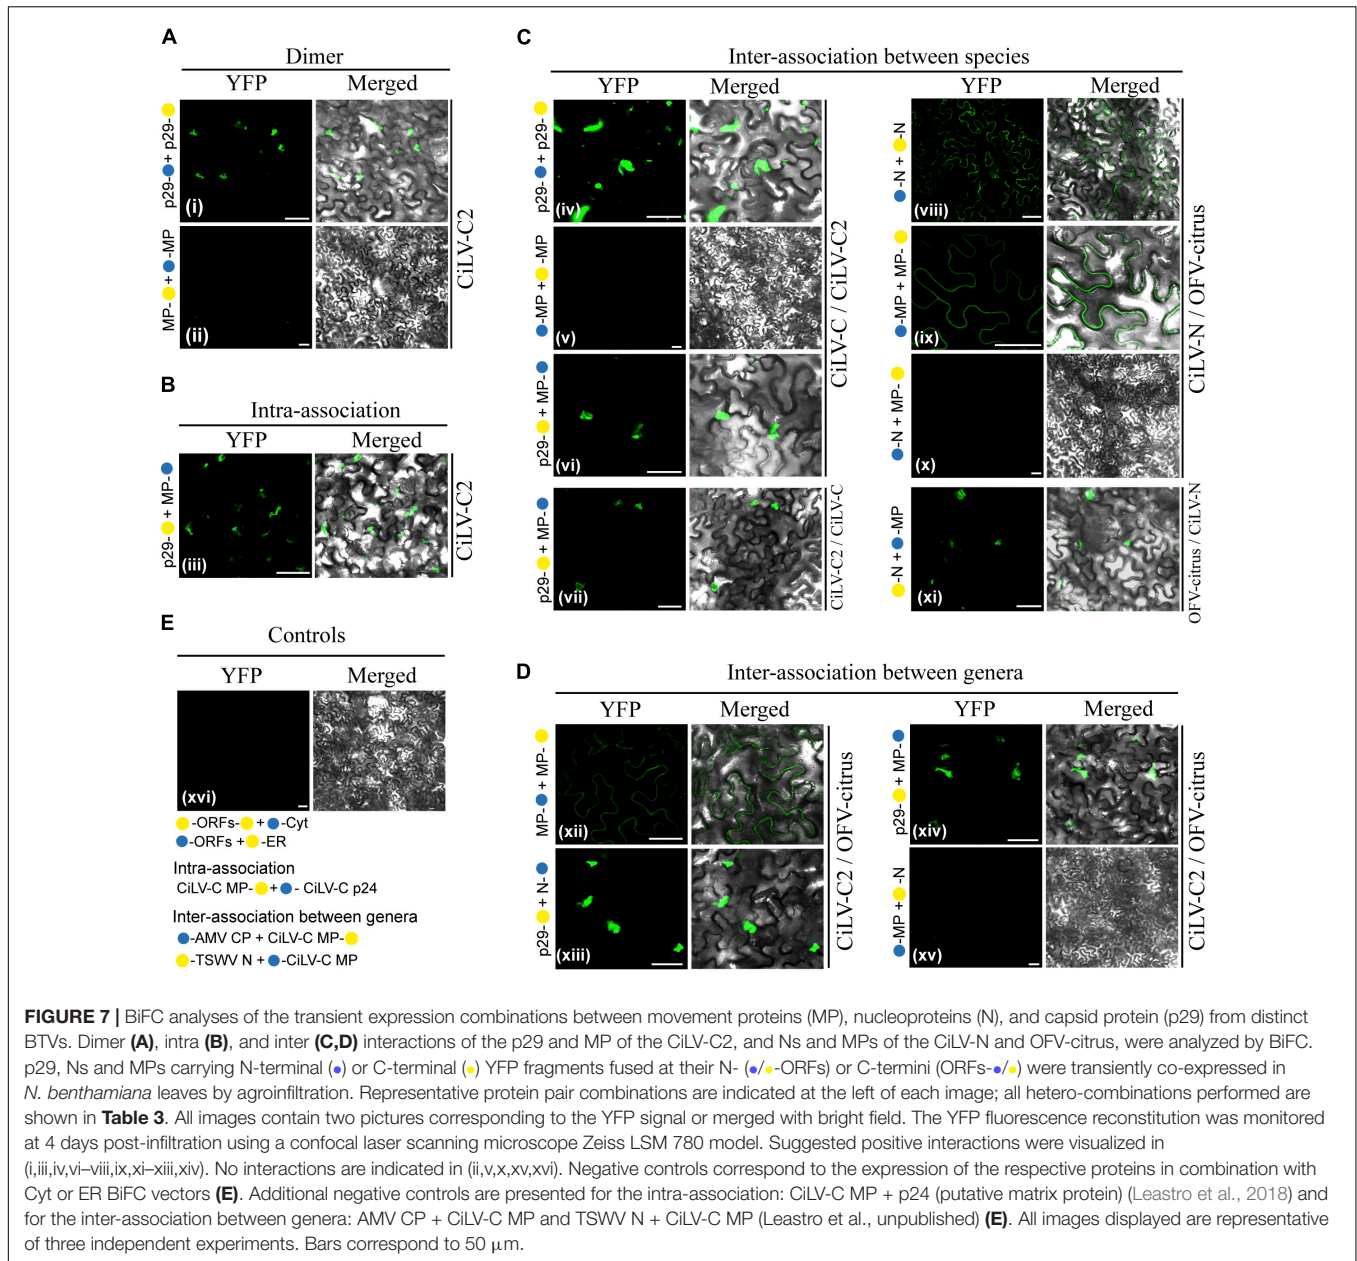 A
Dimer
YFP Merged
p29- + p29-
(i)
MP- + -MP
(ii)
CiLV-C2
B
Intra-association
YFP Merged
p29- + MP-
(iii)
CiLV-C2
C
Inter-association between species
YFP Merged
p29- + p29-
(iv)
-MP + -MP
(v)
p29- + MP-
(vi)
CiLV-C / CiLV-C2
p29- + MP-
(vii)
CiLV-C2 / CiLV-C
YFP Merged
-N + -N
(viii)
-MP + MP-
(ix)
-N + MP-
(x)
CiLV-N / OFV-citrus
-N + -MP
(xi)
OFV-citrus / CiLV-N
E
Controls
YFP Merged
(xvi)
-ORFs- + -Cyt
-ORFs + -ER
Intra-association
CiLV-C MP- + - CiLV-C p24
Inter-association between genera
-AMV CP + CiLV-C MP-
-TSWV N + -CiLV-C MP
D
Inter-association between genera
YFP Merged
MP- + MP-
(xii)
p29- + N-
(xiii)
CiLV-C2 / OFV-citrus
YFP Merged
p29- + MP-
(xiv)
-MP + -N
(xv)
CiLV-C2 / OFV-citrus
FIGURE 7 | BiFC analyses of the transient expression combinations between movement proteins (MP), nucleoproteins (N), and capsid protein (p29) from distinct
BTVs. Dimer (A), intra (B), and inter (C,D) interactions of the p29 and MP of the CiLV-C2, and Ns and MPs of the CiLV-N and OFV-citrus, were analyzed by BiFC.
p29, Ns and MPs carrying N-terminal (●) or C-terminal (●) YFP fragments fused at their N- (●/●-ORFs) or C-termini (ORFs-●/●) were transiently co-expressed in
N. benthamiana leaves by agroinfiltration. Representative protein pair combinations are indicated at the left of each image; all hetero-combinations performed are
shown in Table 3. All images contain two pictures corresponding to the YFP signal or merged with bright field. The YFP fluorescence reconstitution was monitored
at 4 days post-infiltration using a confocal laser scanning microscope Zeiss LSM 780 model. Suggested positive interactions were visualized in
(i,iii,iv,vi–viii,ix,xi–xiii,xiv). No interactions are indicated in (ii,v,x,xv,xvi). Negative controls correspond to the expression of the respective proteins in combination with
Cyt or ER BiFC vectors (E). Additional negative controls are presented for the intra-association: CiLV-C MP + p24 (putative matrix protein) (Leastro et al., 2018) and
for the inter-association between genera: AMV CP + CiLV-C MP and TSWV N + CiLV-C MP (Leastro et al., unpublished) (E). All images displayed are representative
of three independent experiments. Bars correspond to 50 μm.